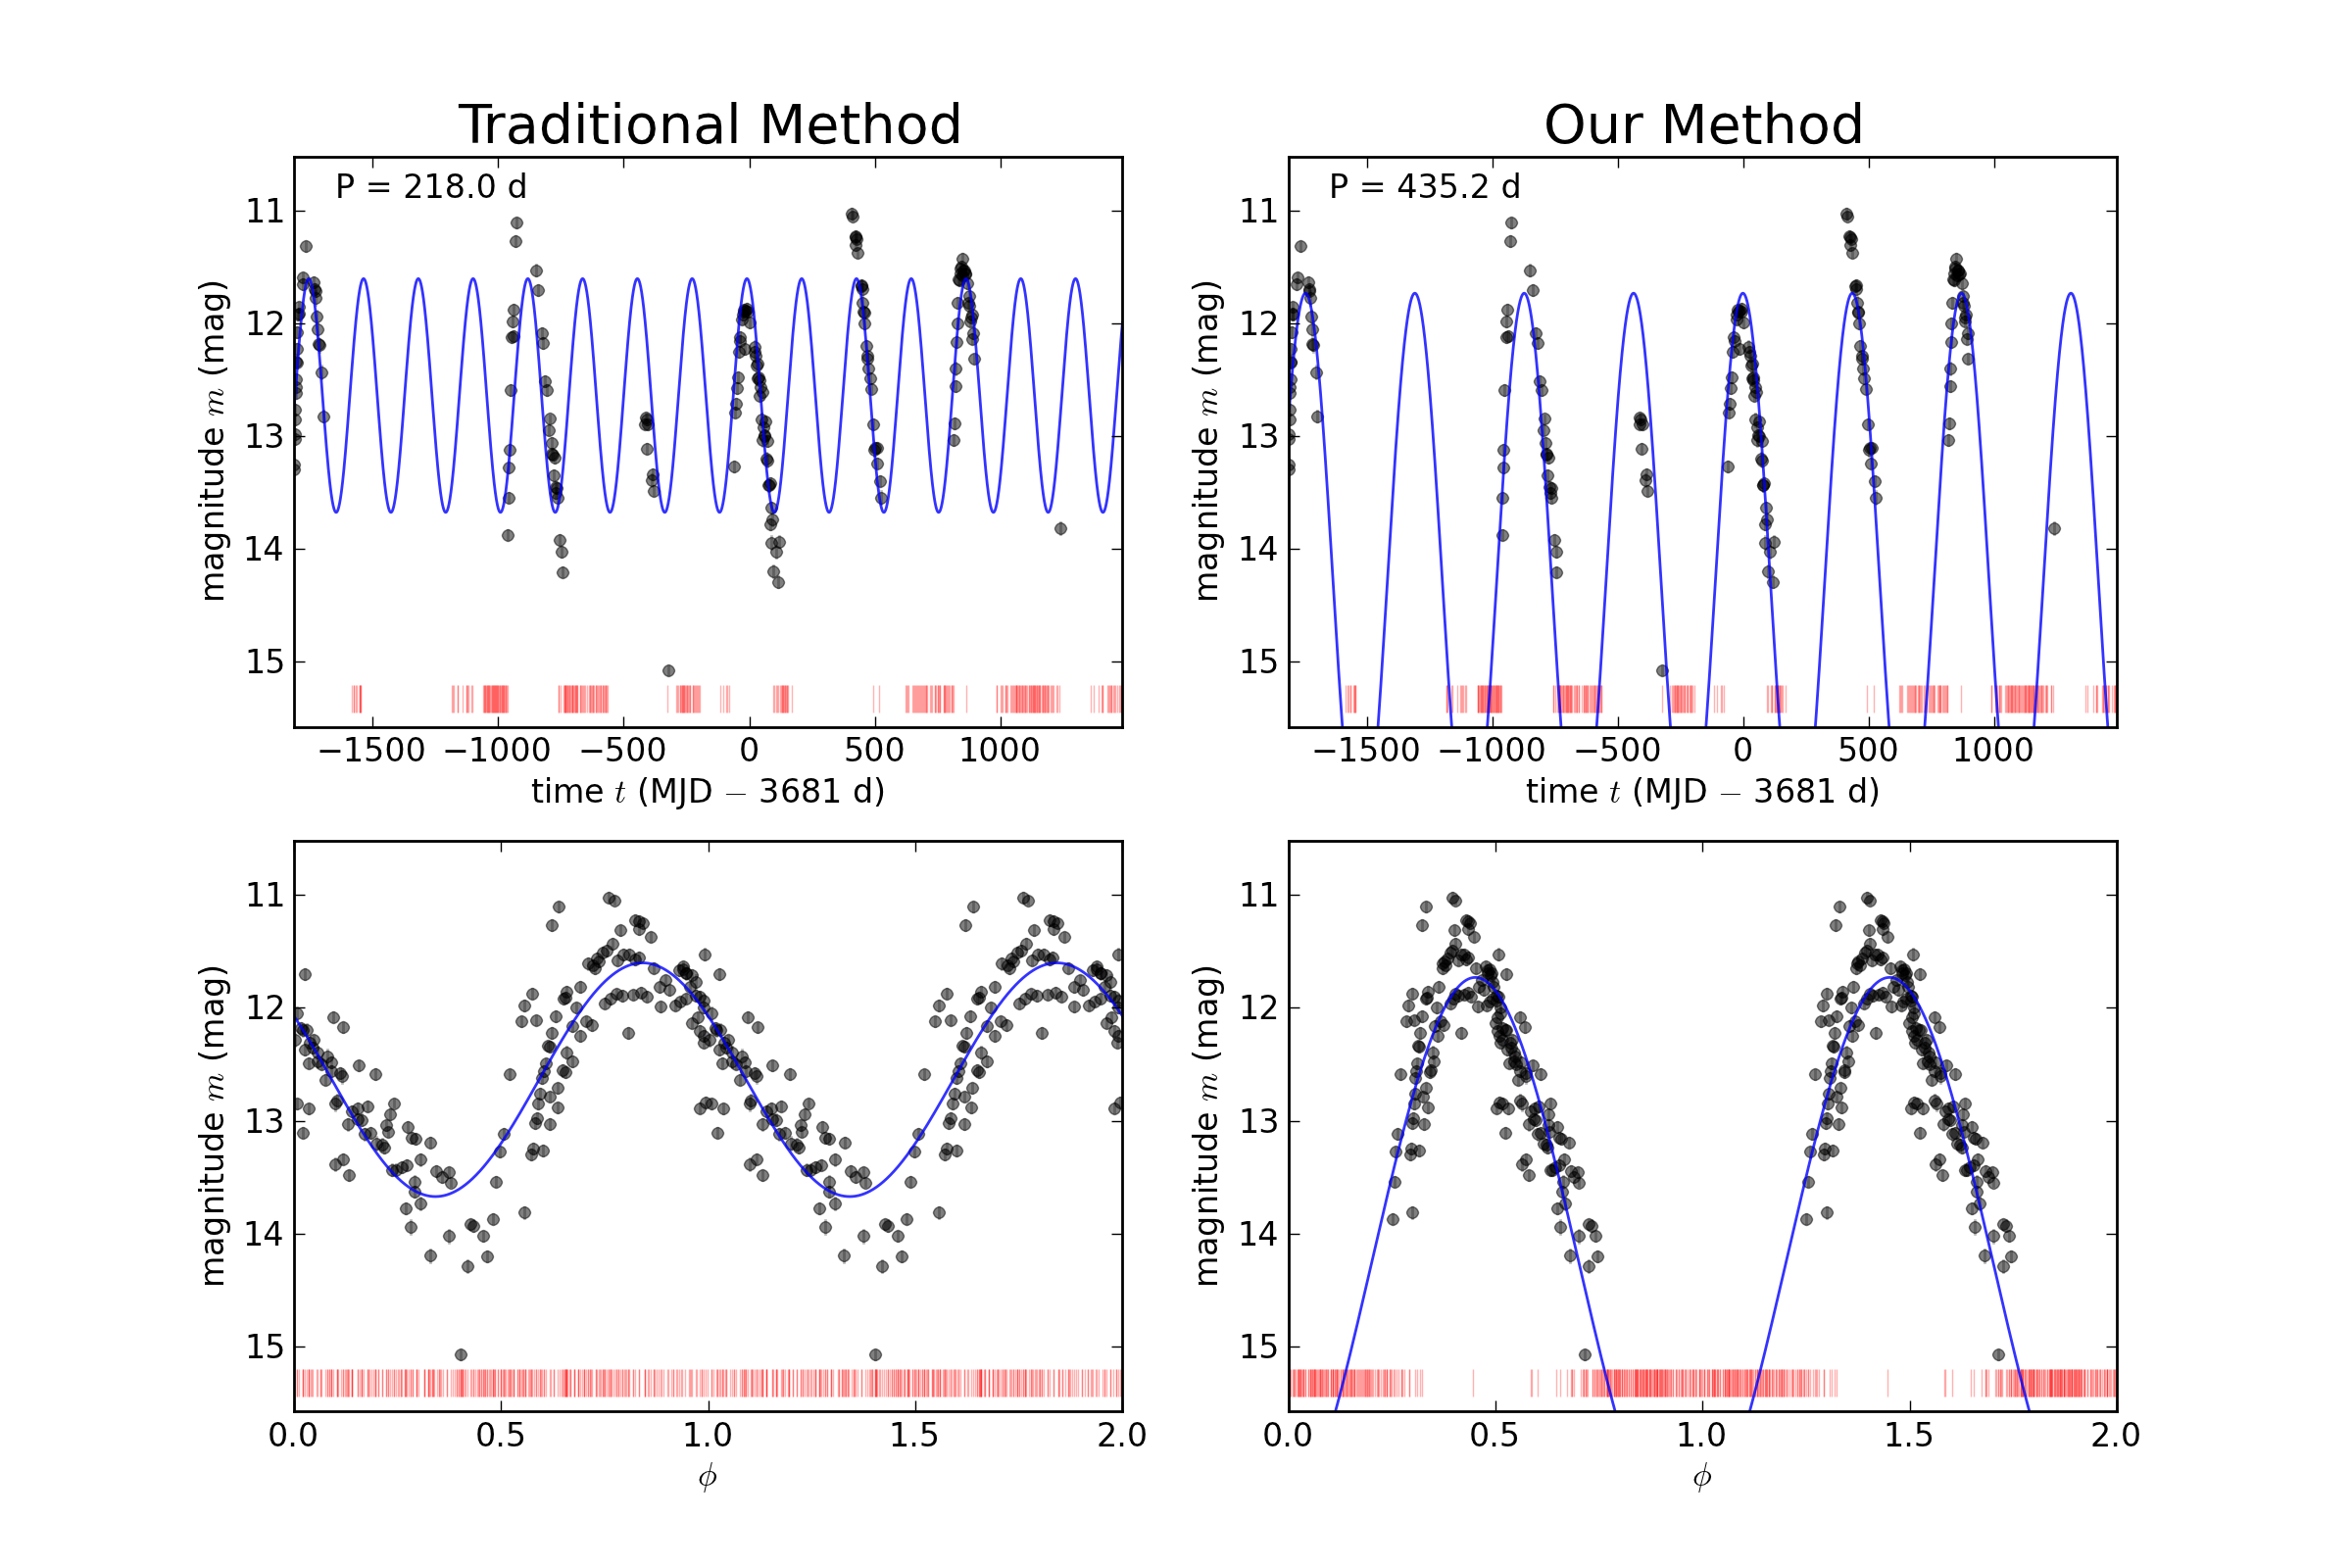 Traditional Method
Our Method
P = 218.0 d
P = 435.2 d
11
12
13
14
15
magnitude m (mag)
−1500 −1000 −500 0 500 1000
time t (MJD − 3681 d)
11
12
13
14
15
magnitude m (mag)
−1500 −1000 −500 0 500 1000
time t (MJD − 3681 d)
11
12
13
14
15
magnitude m (mag)
0.0 0.5 1.0 1.5 2.0
ϕ
11
12
13
14
15
magnitude m (mag)
0.0 0.5 1.0 1.5 2.0
ϕ